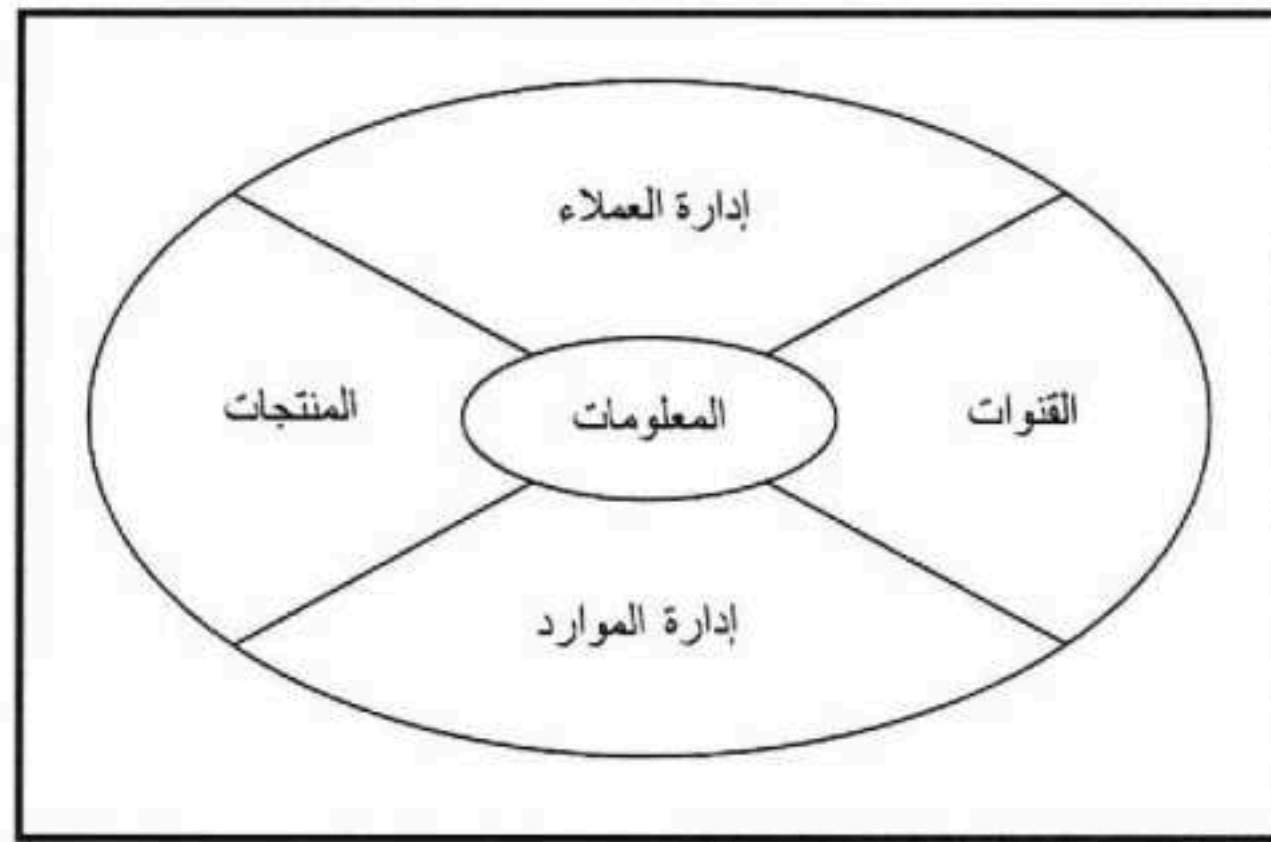 إدارة العملاء
القنوات
المعلومات
المنتجات
إدارة الموارد